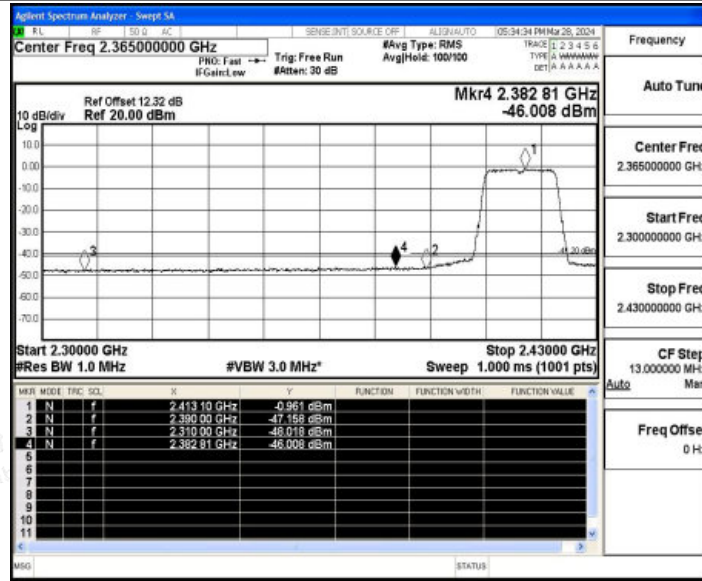 Agilent Spectrum Analyzer - Swept SA
RL RF 50 Ω AC SENSE:INT SOURCE OFF ALIGNAUTO 05:34:34 PM Mar 28, 2024
Center Freq 2.365000000 GHz
PNO: Fast
IFGain:Low
Trig: Free Run
#Atten: 30 dB
#Avg Type: RMS
Avg|Hold: 100/100
TRACE 1 2 3 4 5 6
TYPE A WWWWW
DET A A A A A A
Ref Offset 12.32 dB
10 dB/div Ref 20.00 dBm
Log
Mkr4 2.382 81 GHz
-46.008 dBm
10.0
0.00
-10.0
-20.0
-30.0
-40.0
-50.0
-60.0
-70.0
1
2
3
4
-41.20 dBm
Start 2.30000 GHz Stop 2.43000 GHz
#Res BW 1.0 MHz #VBW 3.0 MHz* Sweep 1.000 ms (1001 pts)
MKR MODE TRC SCL X Y FUNCTION FUNCTION WIDTH FUNCTION VALUE
1 N f 2.413 10 GHz -0.961 dBm
2 N f 2.390 00 GHz -47.158 dBm
3 N f 2.310 00 GHz -48.018 dBm
4 N f 2.382 81 GHz -46.008 dBm
5
6
7
8
9
10
11
MSG STATUS
Frequency
Auto Tune
Center Freq
2.365000000 GHz
Start Freq
2.300000000 GHz
Stop Freq
2.430000000 GHz
CF Step
13.000000 MHz
Auto Man
Freq Offset
0 Hz